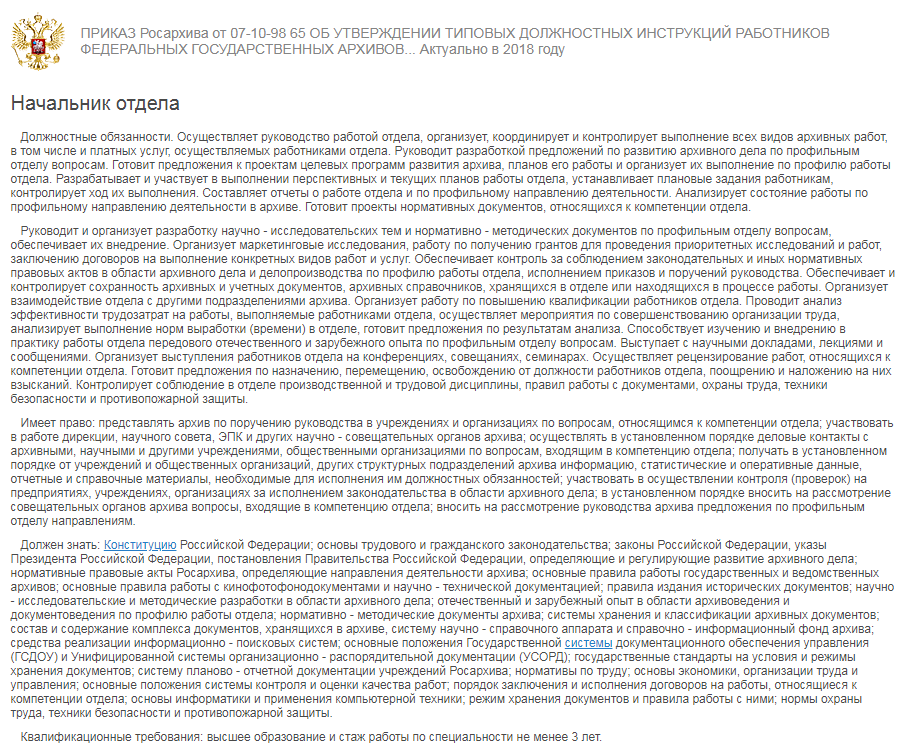 ПРИКАЗ Росархива от 07-10-98 65 ОБ УТВЕРЖДЕНИИ ТИПОВЫХ ДОЛЖНОСТНЫХ ИНСТРУКЦИЙ РАБОТНИКОВ
ФЕДЕРАЛЬНЫХ ГОСУДАРСТВЕННЫХ АРХИВОВ... Актуально в 2018 году
Начальник отдела
Должностные обязанности. Осуществляет руководство работой отдела, организует, координирует и контролирует выполнение всех видов архивных работ,
в том числе и платных услуг, осуществляемых работниками отдела. Руководит разработкой предложений по развитию архивного дела по профильным
отделу вопросам. Готовит предложения к проектам целевых программ развития архива, планов его работы и организует их выполнение по профилю работы
отдела. Разрабатывает и участвует в выполнении перспективных и текущих планов работы отдела, устанавливает плановые задания работникам,
контролирует ход их выполнения. Составляет отчеты о работе отдела и по профильному направлению деятельности. Анализирует состояние работы по
профильному направлению деятельности в архиве. Готовит проекты нормативных документов, относящихся к компетенции отдела.
Руководит и организует разработку научно - исследовательских тем и нормативно - методических документов по профильным отделу вопросам,
обеспечивает их внедрение. Организует маркетинговые исследования, работу по получению грантов для проведения приоритетных исследований и работ,
заключению договоров на выполнение конкретных видов работ и услуг. Обеспечивает контроль за соблюдением законодательных и иных нормативных
правовых актов в области архивного дела и делопроизводства по профилю работы отдела, исполнением приказов и поручений руководства. Обеспечивает и
контролирует сохранность архивных и учетных документов, архивных справочников, хранящихся в отделе или находящихся в процессе работы. Организует
взаимодействие отдела с другими подразделениями архива. Организует работу по повышению квалификации работников отдела. Проводит анализ
эффективности трудозатрат на работы, выполняемые работниками отдела, осуществляет мероприятия по совершенствованию организации труда,
анализирует выполнение норм выработки (времени) в отделе, готовит предложения по результатам анализа. Способствует изучению и внедрению в
практику работы отдела передового отечественного и зарубежного опыта по профильным отделу вопросам. Выступает с научными докладами, лекциями и
сообщениями. Организует выступления работников отдела на конференциях, совещаниях, семинарах. Осуществляет рецензирование работ, относящихся к
компетенции отдела. Готовит предложения по назначению, перемещению, освобождению от должности работников отдела, поощрению и наложению на них
взысканий. Контролирует соблюдение в отделе производственной и трудовой дисциплины, правил работы с документами, охраны труда, техники
безопасности и противопожарной защиты.
Имеет право: представлять архив по поручению руководства в учреждениях и организациях по вопросам, относящимся к компетенции отдела; участвовать
в работе дирекции, научного совета, ЭПК и других научно - совещательных органов архива; осуществлять в установленном порядке деловые контакты с
архивными, научными и другими учреждениями, общественными организациями по вопросам, входящим в компетенцию отдела; получать в установленном
порядке от учреждений и общественных организаций, других структурных подразделений архива информацию, статистические и оперативные данные,
отчетные и справочные материалы, необходимые для исполнения им должностных обязанностей; участвовать в осуществлении контроля (проверок) на
предприятиях, учреждениях, организациях за исполнением законодательства в области архивного дела; в установленном порядке вносить на рассмотрение
совещательных органов архива вопросы, входящие в компетенцию отдела; вносить на рассмотрение руководства архива предложения по профильным
отделу направлениям.
Должен знать: Конституцию Российской Федерации; основы трудового и гражданского законодательства; законы Российской Федерации, указы
Президента Российской Федерации, постановления Правительства Российской Федерации, определяющие и регулирующие развитие архивного дела;
нормативные правовые акты Росархива, определяющие направления деятельности архива; основные правила работы государственных и ведомственных
архивов; основные правила работы с кинофотофонодокументами и научно - технической документацией; правила издания исторических документов; научно
- исследовательские и методические разработки в области архивного дела; отечественный и зарубежный опыт в области архивоведения и
документоведения по профилю работы отдела; нормативно - методические документы архива; системы хранения и классификации архивных документов;
состав и содержание комплекса документов, хранящихся в архиве, систему научно - справочного аппарата и справочно - информационный фонд архива;
средства реализации информационно - поисковых систем; основные положения Государственной системы документационного обеспечения управления
(ГСДОУ) и Унифицированной системы организационно - распорядительной документации (УСОРД); государственные стандарты на условия и режимы
хранения документов; систему планово - отчетной документации учреждений Росархива; нормативы по труду; основы экономики, организации труда и
управления; основные положения системы контроля и оценки качества работ; порядок заключения и исполнения договоров на работы, относящиеся к
компетенции отдела; основы информатики и применения компьютерной техники; режим хранения документов и правила работы с ними; нормы охраны
труда, техники безопасности и противопожарной защиты.
Квалификационные требования: высшее образование и стаж работы по специальности не менее 3 лет.